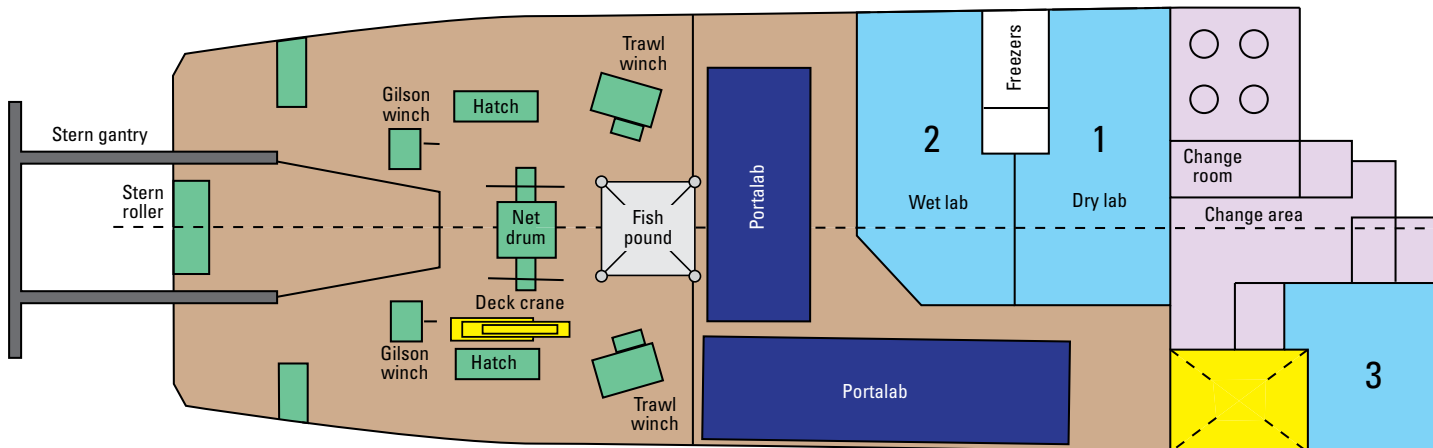 Stern gantry
Stern
roller
Gilson
winch
Hatch
Trawl
winch
Net
drum
Fish
pound
Deck crane
Gilson
winch
Hatch
Trawl
winch
Portalab
Portalab
2
Wet lab
Freezers
1
Dry lab
Change
room
Change area
3